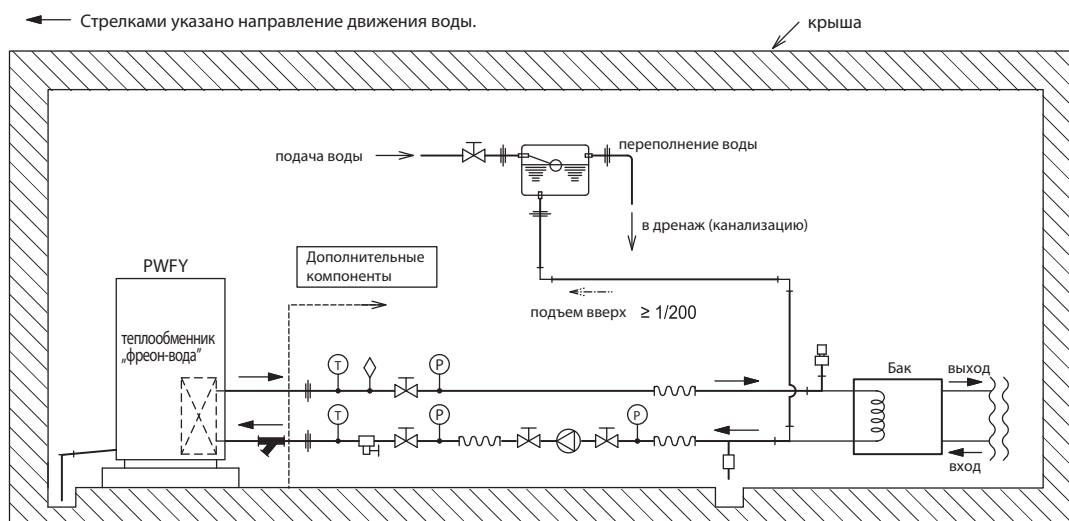 Стрелками указано направление движения воды.
крыша
подача воды
переполнение воды
в дренаж (канализацию)
PWFY
Дополнительные
компоненты
подъем вверх ≥ 1/200
теплообменник
„фреон-вода”
T
P
Бак
выход
T
P
P
вход